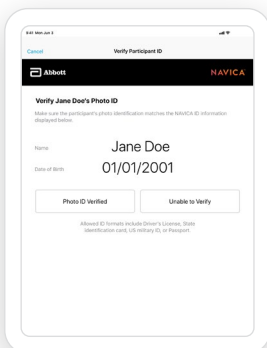 9:41 Mon Jun 3
Cancel Verify Participant ID
Abbott NAVICA
Verify Jane Doe's Photo ID
Make sure the participant's photo identification matches the NAVICA ID information
displayed below.
Name Jane Doe
Date of Birth 01/01/2001
Photo ID Verified Unable to Verify
Allowed ID formats include Driver's License, State
Identification card, US military ID, or Passport.